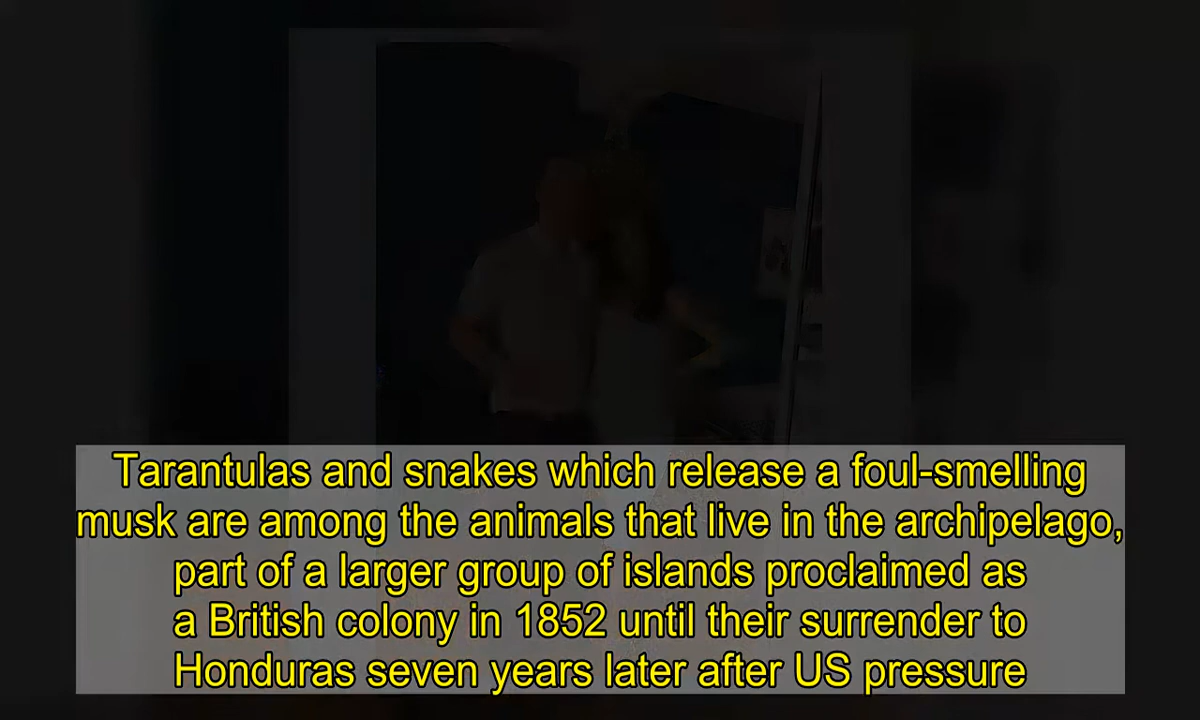 Tarantulas and snakes which release a foul-smelling
musk are among the animals that live in the archipelago,
part of a larger group of islands proclaimed as
a British colony in 1852 until their surrender to
Honduras seven years later after US pressure